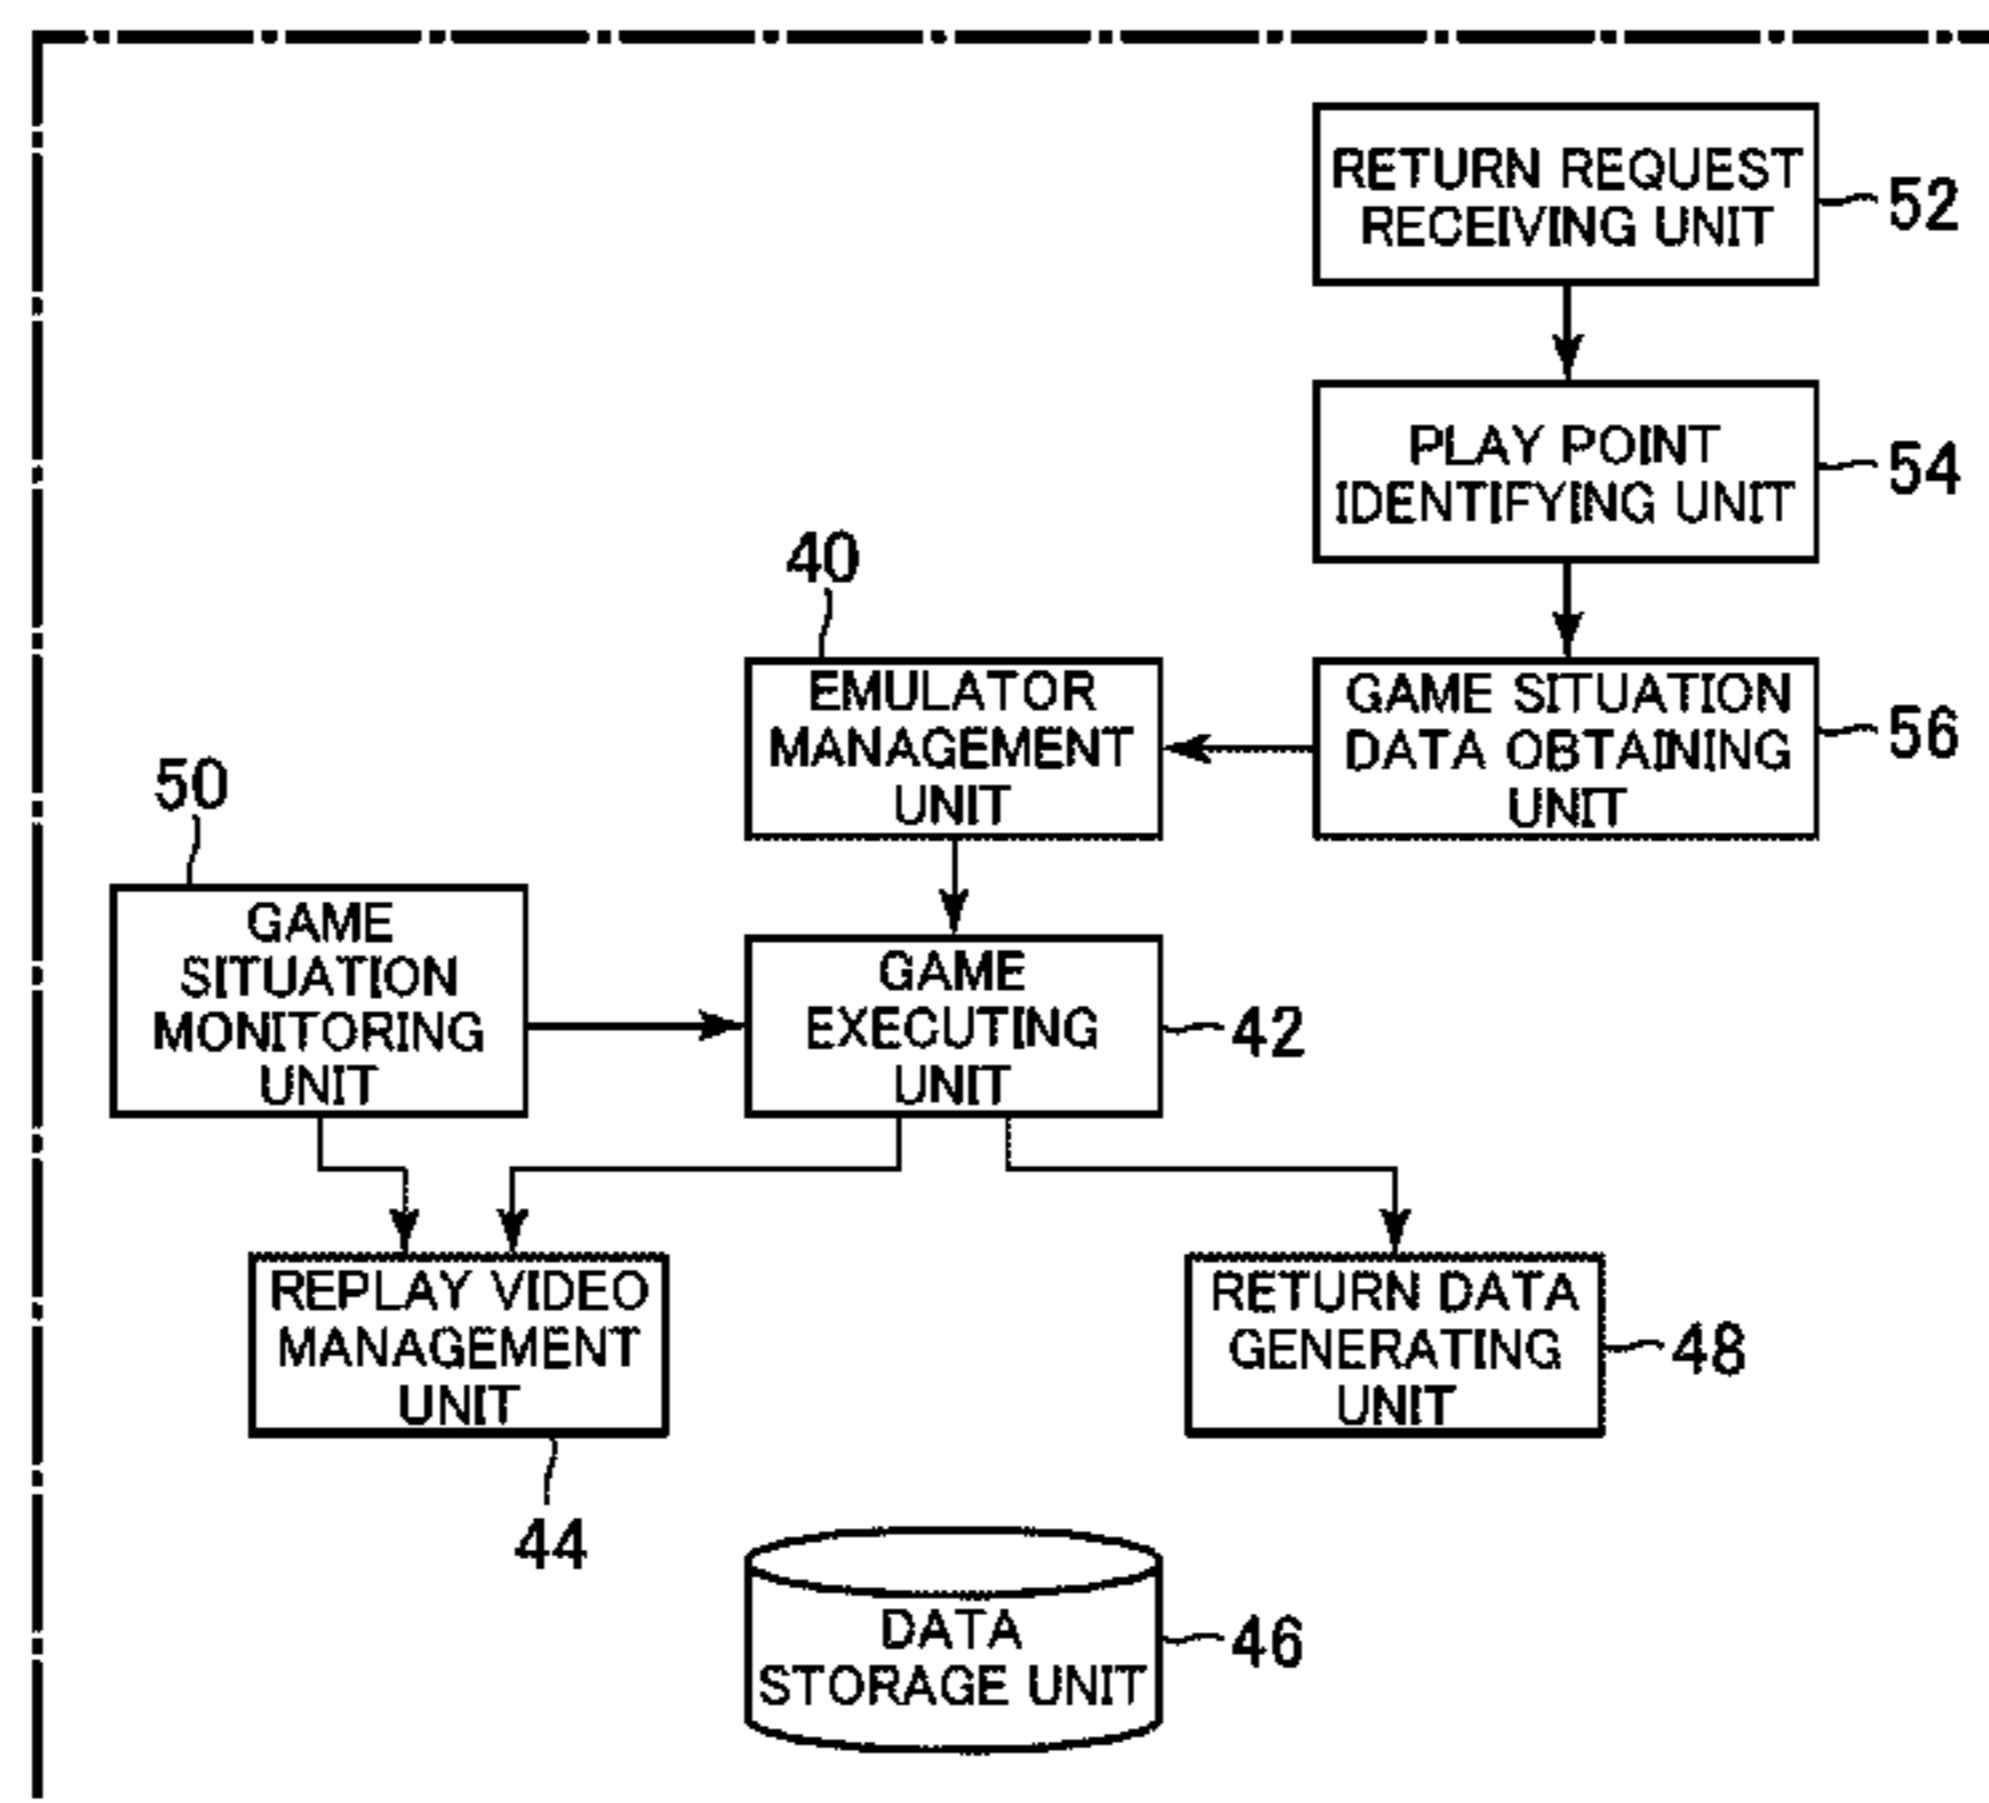 RETURN REQUEST
RECEIVING UNIT
52
PLAY POINT
IDENTIFYING UNIT
54
40
EMULATOR
MANAGEMENT
UNIT
GAME SITUATION
DATA OBTAINING
UNIT
56
50
GAME
SITUATION
MONITORING
UNIT
GAME
EXECUTING
UNIT
42
REPLAY VIDEO
MANAGEMENT
UNIT
44
RETURN DATA
GENERATING
UNIT
48
DATA
STORAGE UNIT
46